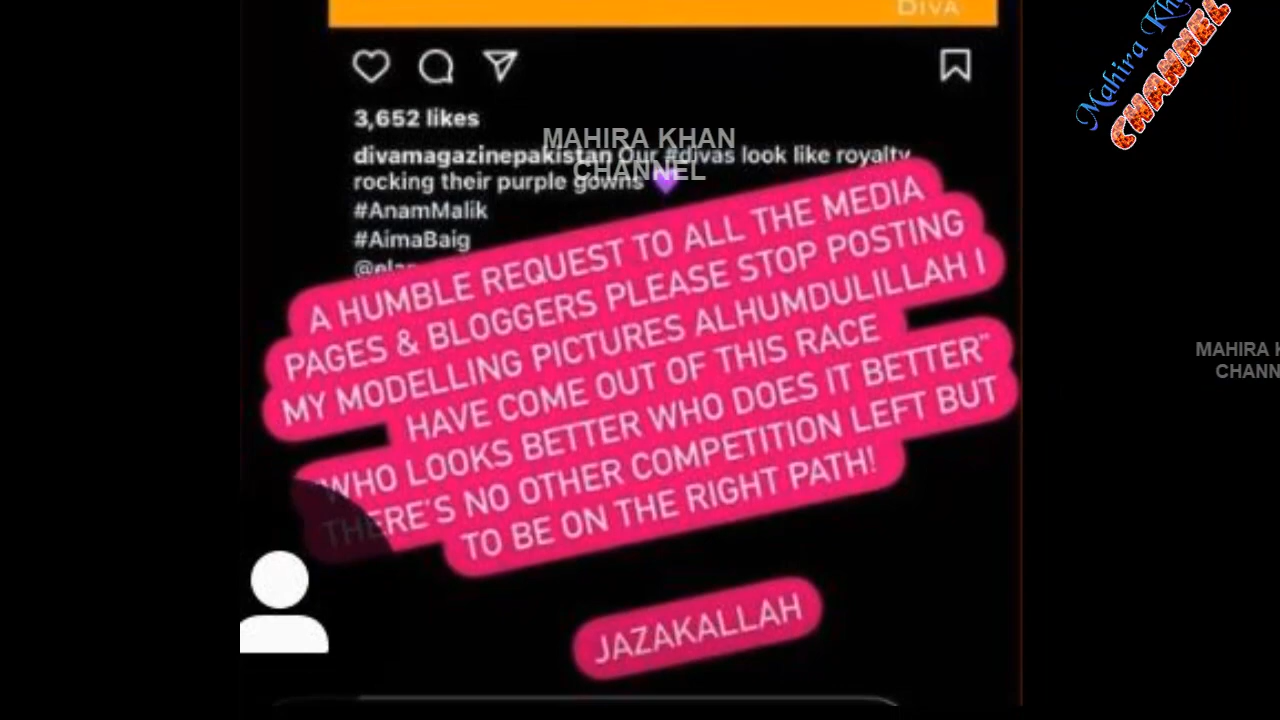 DIVA
Mahira Kh
CHANNEL
3,652 likes
MAHIRA KHAN
CHANNEL
divamagazinepakistan Our #divas look like royalty
rocking their purple gowns 💜
#AnamMalik
#AimaBaig
A HUMBLE REQUEST TO ALL THE MEDIA
PAGES & BLOGGERS PLEASE STOP POSTING
MY MODELLING PICTURES ALHUMDULILLAH I
HAVE COME OUT OF THIS RACE
"WHO LOOKS BETTER WHO DOES IT BETTER"
THERE'S NO OTHER COMPETITION LEFT BUT
TO BE ON THE RIGHT PATH!
JAZAKALLAH
MAHIRA K
CHANN